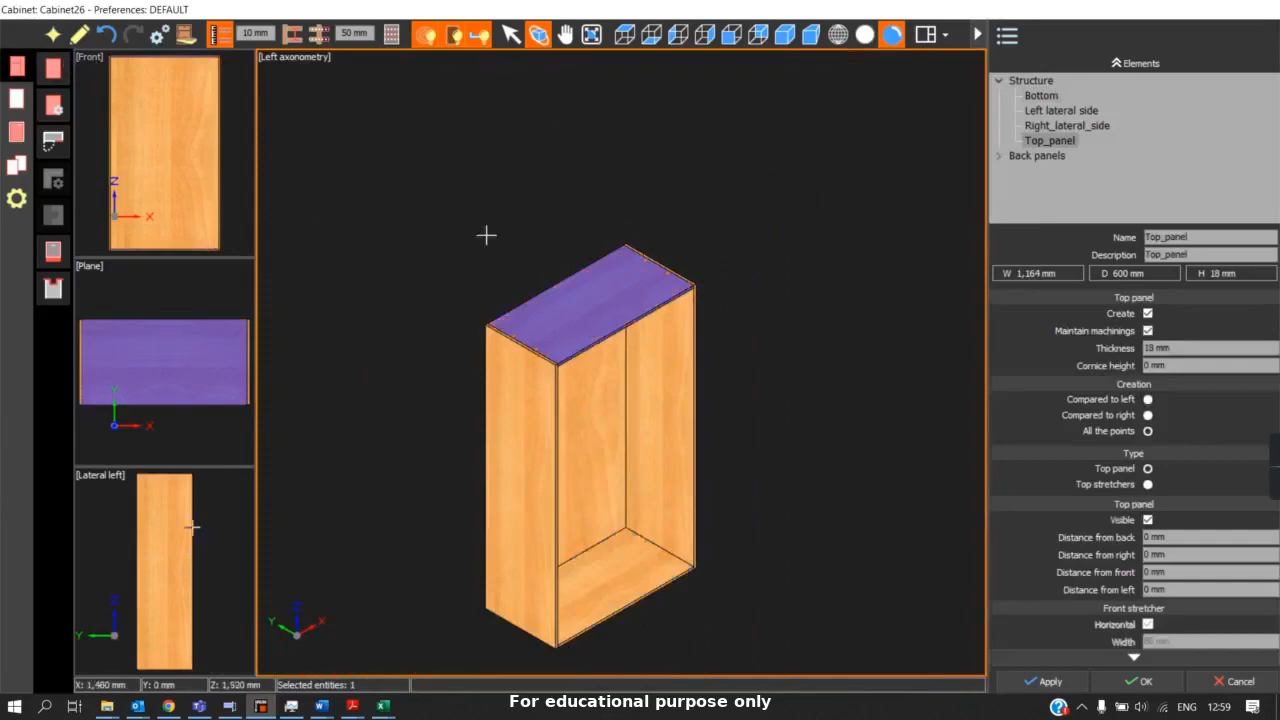 Cabinet: Cabinet26 - Preferences: DEFAULT
10 mm
50 mm
[Front]
Z
X
[Plane]
Y
X
[Lateral left]
Z
Y
[Left axonometry]
Z
Y
X
X: 1,460 mm
Y: 0 mm
Z: 1,520 mm
Selected entities: 1
Elements
Structure
Bottom
Left lateral side
Right_lateral_side
Top_panel
Back panels
Name Top_panel
Description Top_panel
W 1,164 mm D 600 mm H 18 mm
Top panel
Create
Maintain machinings
Thickness 18 mm
Cornice height 0 mm
Creation
Compared to left
Compared to right
All the points
Type
Top panel
Top stretchers
Top panel
Visible
Distance from back 0 mm
Distance from right 0 mm
Distance from front 0 mm
Distance from left 0 mm
Front stretcher
Horizontal
Width
Apply OK Cancel
For educational purpose only
ENG 12:59